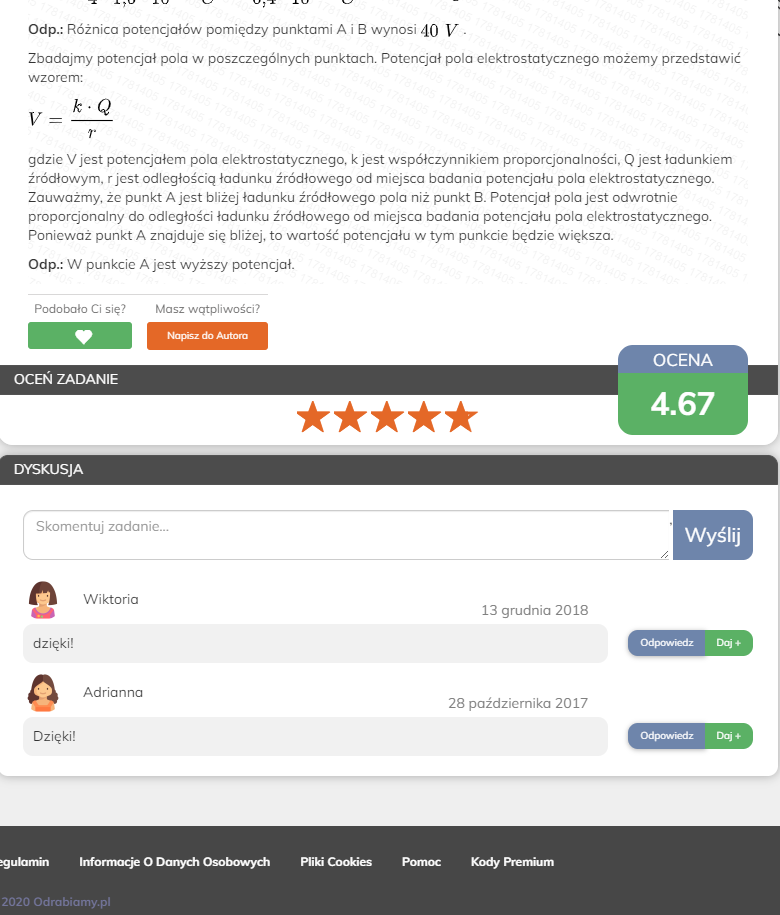 Odp.: Różnica potencjałów pomiędzy punktami A i B wynosi 40 V .
Zbadajmy potencjał pola w poszczególnych punktach. Potencjał pola elektrostatycznego możemy przedstawić
wzorem:
V = k · Q / r
gdzie V jest potencjałem pola elektrostatycznego, k jest współczynnikiem proporcjonalności, Q jest ładunkiem
źródłowym, r jest odległością ładunku źródłowego od miejsca badania potencjału pola elektrostatycznego.
Zauważmy, że punkt A jest bliżej ładunku źródłowego pola niż punkt B. Potencjał pola jest odwrotnie
proporcjonalny do odległości ładunku źródłowego od miejsca badania potencjału pola elektrostatycznego.
Ponieważ punkt A znajduje się bliżej, to wartość potencjału w tym punkcie będzie większa.
Odp.: W punkcie A jest wyższy potencjał.
Podobało Ci się? Masz wątpliwości?
Napisz do Autora
OCENA
OCEŃ ZADANIE
4.67
DYSKUSJA
Skomentuj zadanie...
Wyślij
Wiktoria
13 grudnia 2018
dzięki!
Odpowiedz Daj +
Adrianna
28 października 2017
Dzięki!
Odpowiedz Daj +
egulamin Informacje O Danych Osobowych Pliki Cookies Pomoc Kody Premium
2020 Odrabiamy.pl